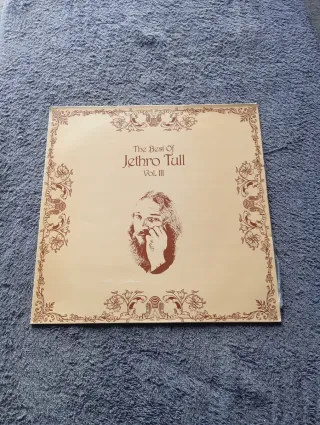 The Best Of
Jethro Tull
Vol. III